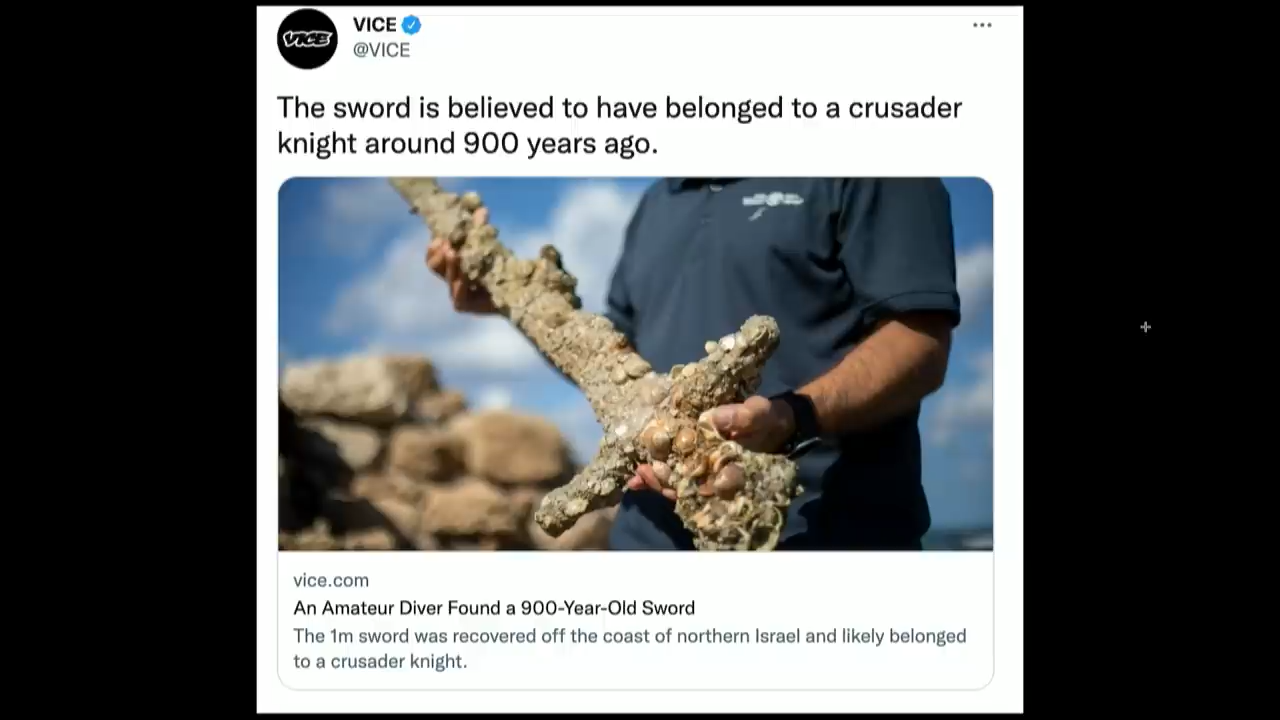 VICE
VICE
@VICE
The sword is believed to have belonged to a crusader
knight around 900 years ago.
vice.com
An Amateur Diver Found a 900-Year-Old Sword
The 1m sword was recovered off the coast of northern Israel and likely belonged
to a crusader knight.